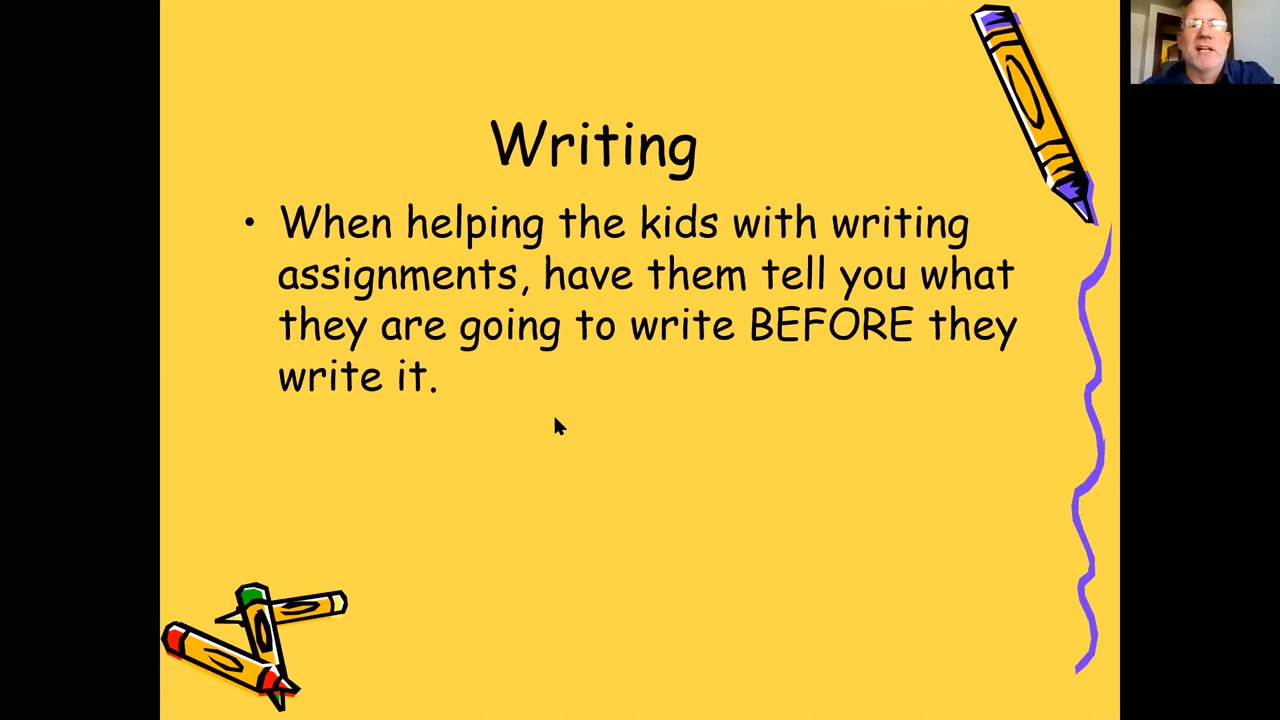 Writing
• When helping the kids with writing
assignments, have them tell you what
they are going to write BEFORE they
write it.